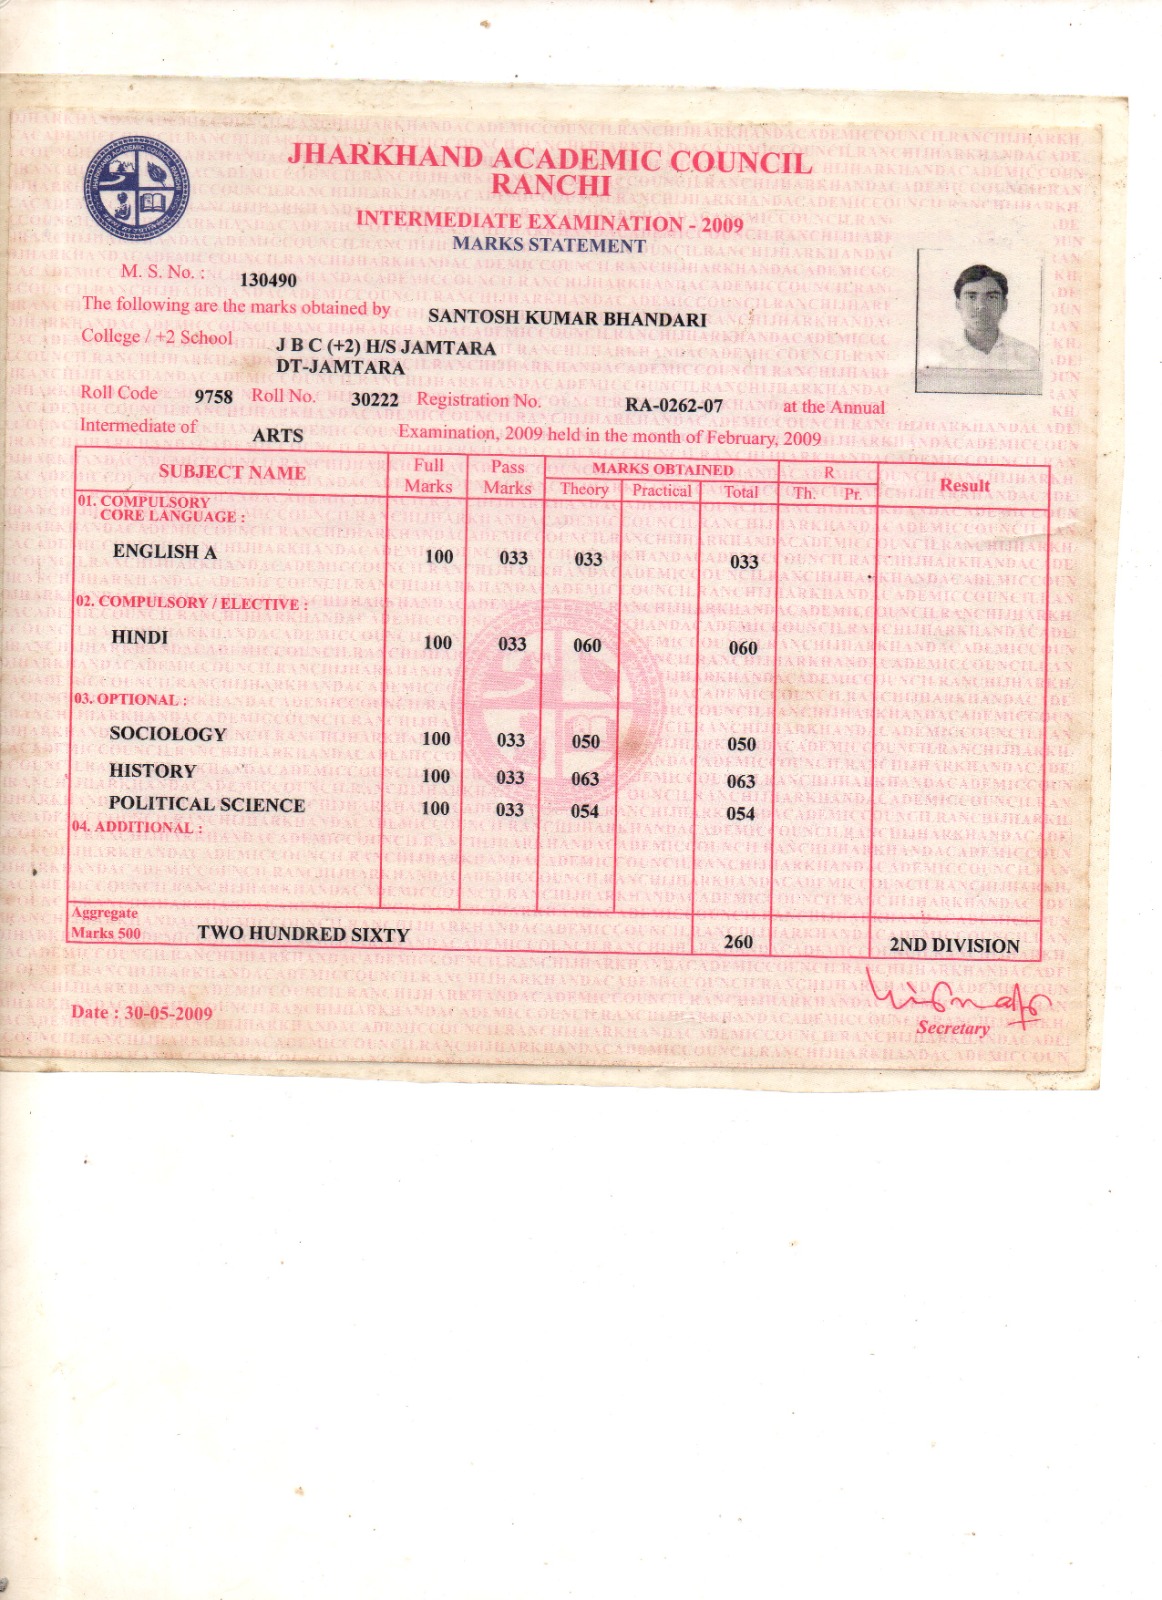 JHARKHAND ACADEMIC COUNCIL
RANCHI
INTERMEDIATE EXAMINATION - 2009
MARKS STATEMENT
M. S. No. : 130490
The following are the marks obtained by SANTOSH KUMAR BHANDARI
College / +2 School J B C (+2) H/S JAMTARA
DT-JAMTARA
Roll Code 9758 Roll No. 30222 Registration No. RA-0262-07 at the Annual
Intermediate of ARTS Examination, 2009 held in the month of February, 2009
SUBJECT NAME Full Marks Pass Marks MARKS OBTAINED R Result
Theory Practical Total Th. Pr.
01. COMPULSORY
CORE LANGUAGE :
ENGLISH A 100 033 033 033
02. COMPULSORY / ELECTIVE :
HINDI 100 033 060 060
03. OPTIONAL :
SOCIOLOGY 100 033 050 050
HISTORY 100 033 063 063
POLITICAL SCIENCE 100 033 054 054
04. ADDITIONAL :
Aggregate
Marks 500 TWO HUNDRED SIXTY 260 2ND DIVISION
Date : 30-05-2009
Secretary